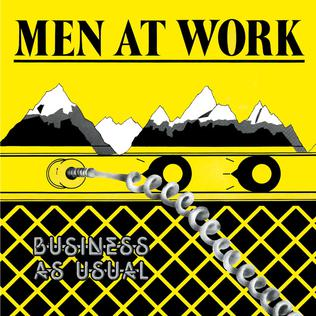 MEN AT WORK
BUSINESS
AS USUAL